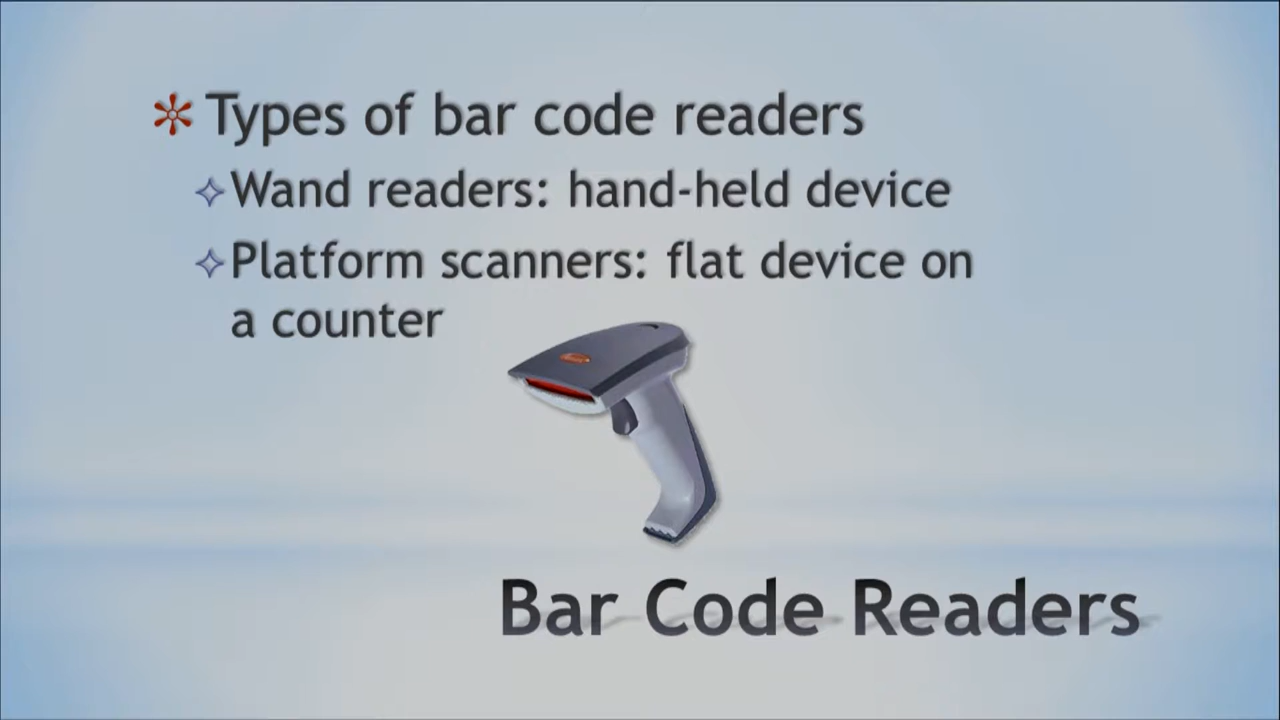 Types of bar code readers
Wand readers: hand-held device
Platform scanners: flat device on
a counter
Bar Code Readers